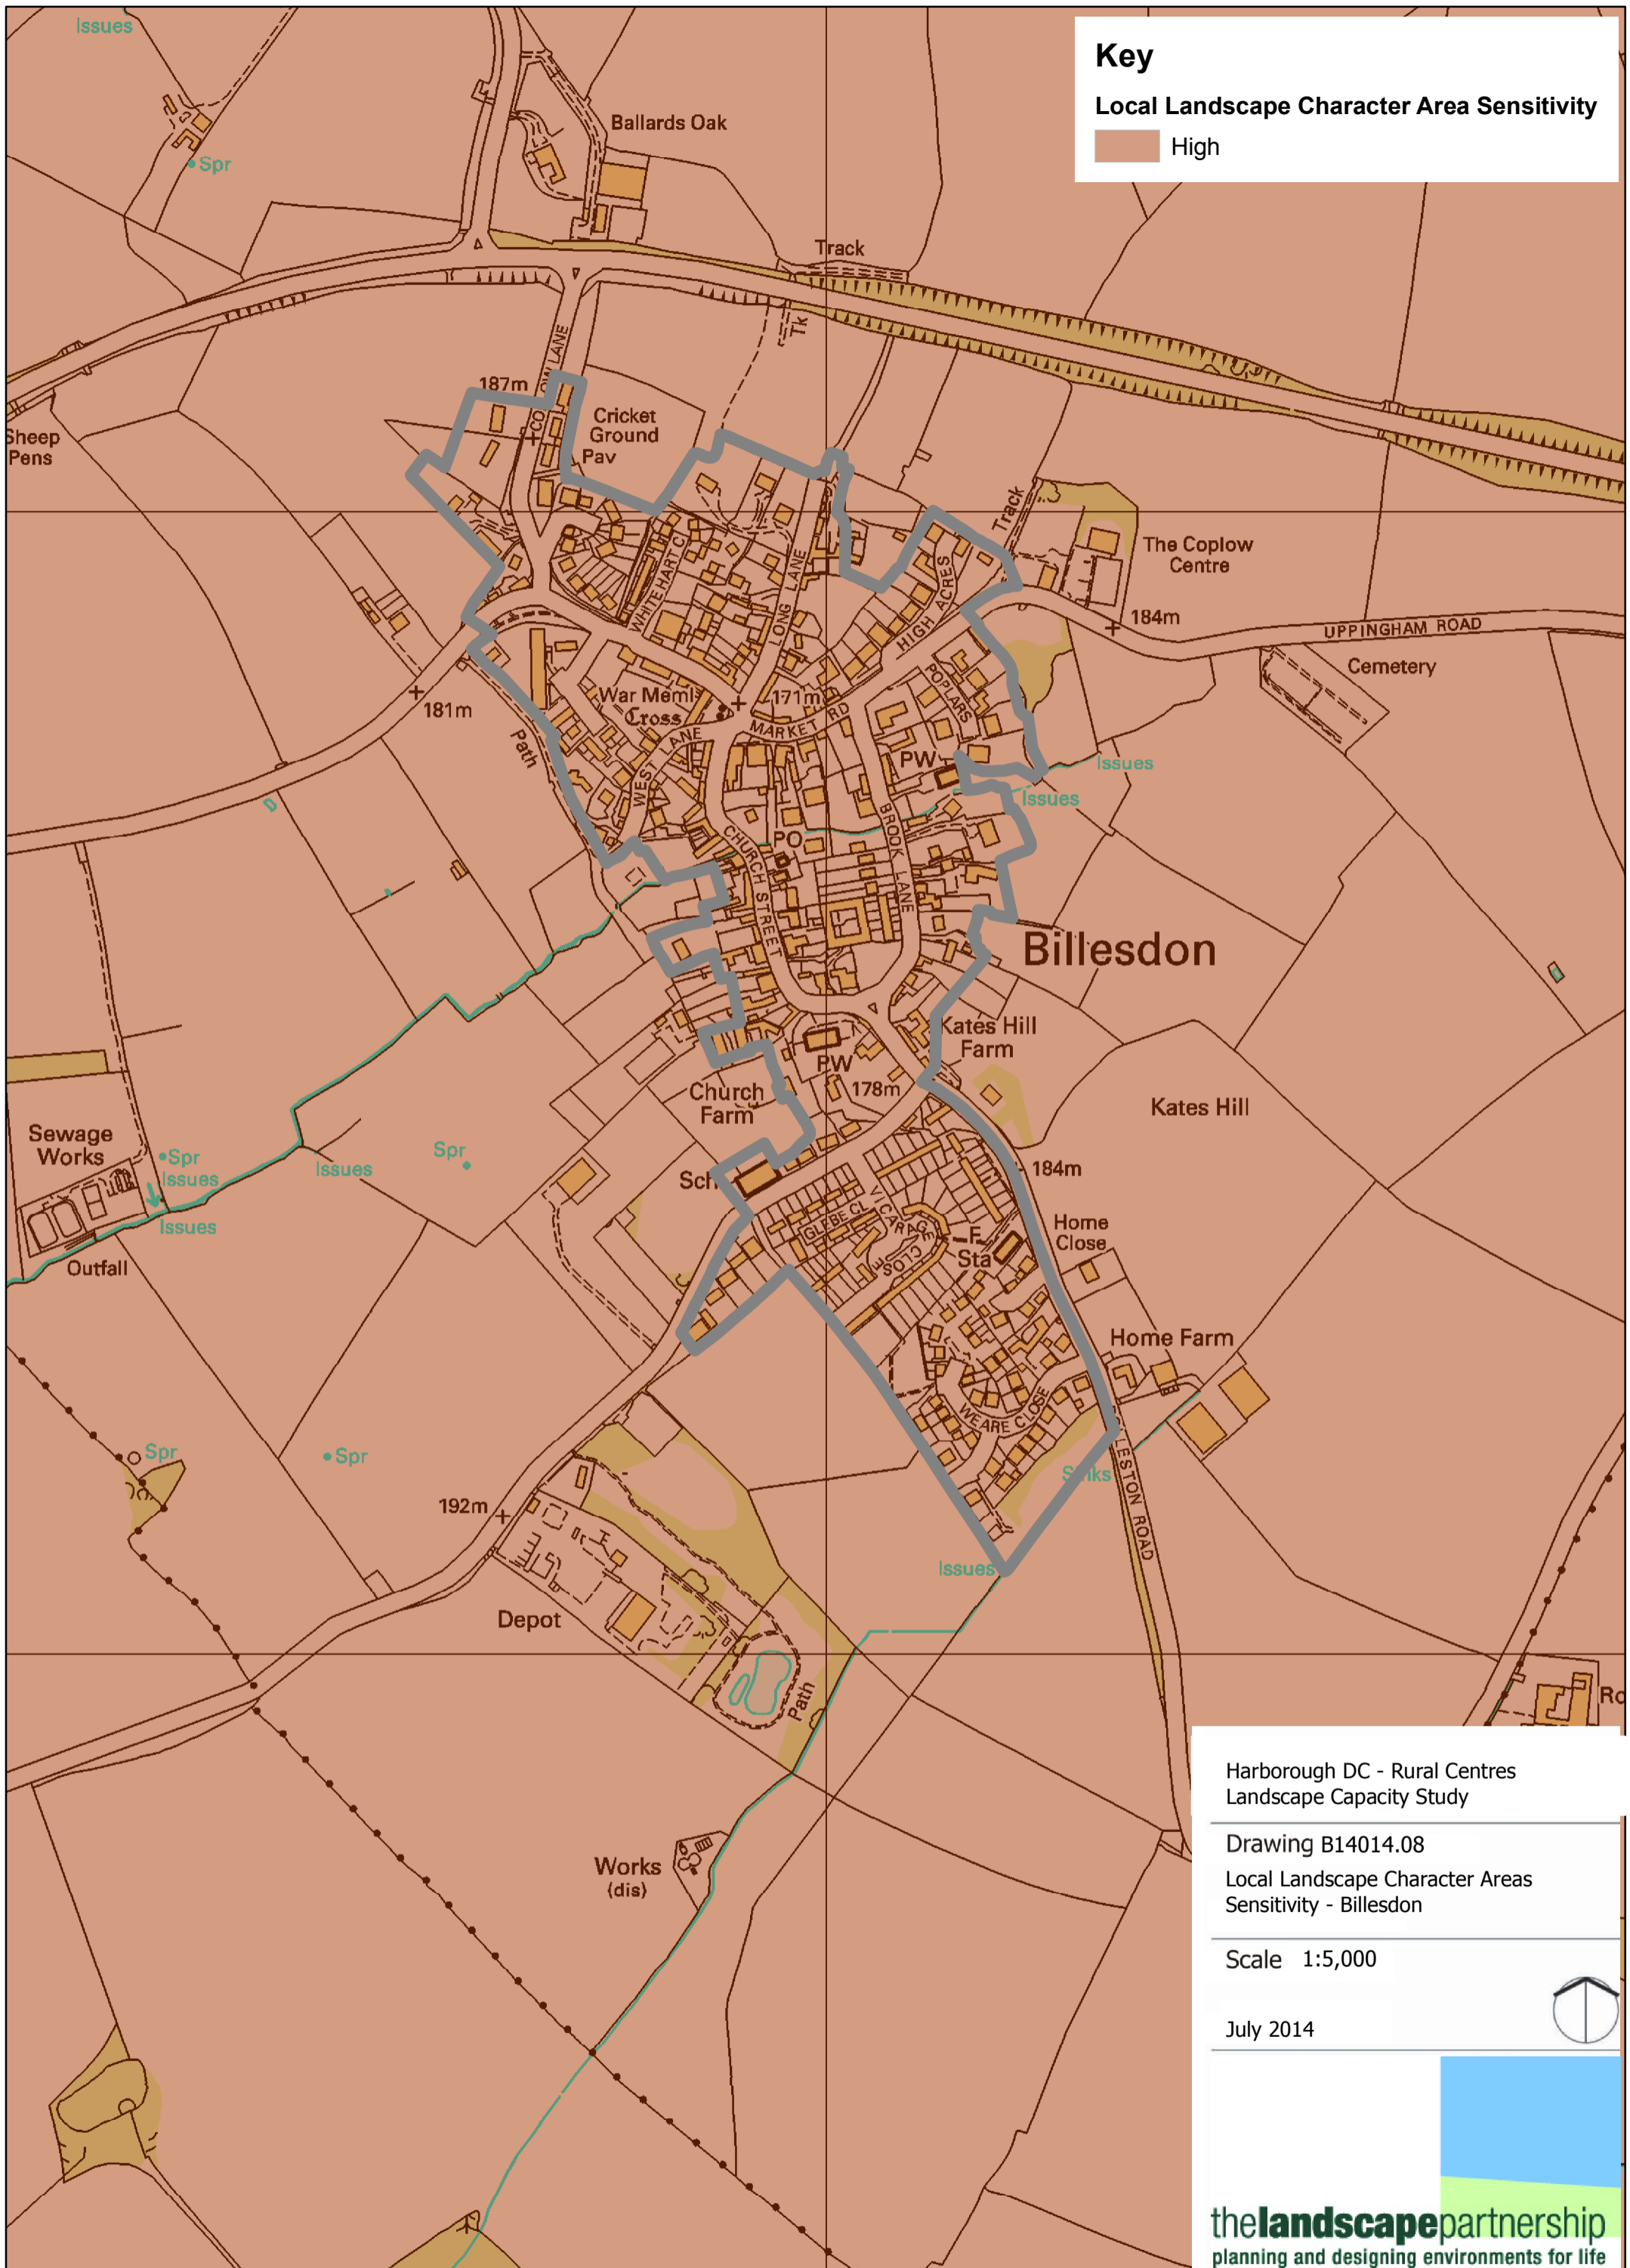 Issues
Key
Local Landscape Character Area Sensitivity
High
Ballards Oak
Spr
Track
Tk
LANE
187m
Cricket
Ground
Pav
Sheep
Pens
Track
The Coplow
Centre
WHITEHART C
LONG LANE
HIGH ACRES
184m
UPPINGHAM ROAD
Cemetery
181m
War Meml
Cross
171m
MARKET RD
POPLARS
Path
WEST LANE
PW
Issues
Issues
PO
BROOK LANE
CHURCH STREET
Billesdon
Kates Hill
Farm
PW
178m
Church
Farm
Kates Hill
Sewage
Works
Spr
Issues
Issues
Spr
Issues
Outfall
Sch
184m
GLEBE CL
VICARAGE
CLOSE
F
Sta
Home
Close
Home Farm
WEARE CLOSE
Spr
Spr
LESTON ROAD
192m
Issues
Depot
Path
Works
(dis)
Harborough DC - Rural Centres
Landscape Capacity Study
Drawing B14014.08
Local Landscape Character Areas
Sensitivity - Billesdon
Scale 1:5,000
July 2014
thelandscapepartnership
planning and designing environments for life